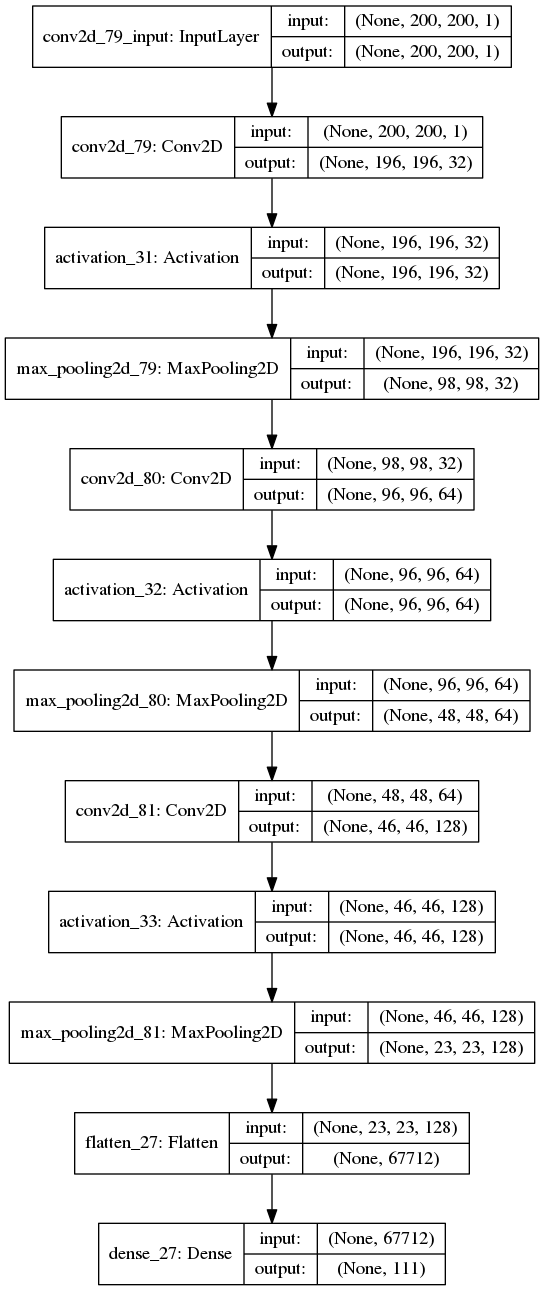 conv2d_79_input: InputLayer
input: (None, 200, 200, 1)
output: (None, 200, 200, 1)
conv2d_79: Conv2D
input: (None, 200, 200, 1)
output: (None, 196, 196, 32)
activation_31: Activation
input: (None, 196, 196, 32)
output: (None, 196, 196, 32)
max_pooling2d_79: MaxPooling2D
input: (None, 196, 196, 32)
output: (None, 98, 98, 32)
conv2d_80: Conv2D
input: (None, 98, 98, 32)
output: (None, 96, 96, 64)
activation_32: Activation
input: (None, 96, 96, 64)
output: (None, 96, 96, 64)
max_pooling2d_80: MaxPooling2D
input: (None, 96, 96, 64)
output: (None, 48, 48, 64)
conv2d_81: Conv2D
input: (None, 48, 48, 64)
output: (None, 46, 46, 128)
activation_33: Activation
input: (None, 46, 46, 128)
output: (None, 46, 46, 128)
max_pooling2d_81: MaxPooling2D
input: (None, 46, 46, 128)
output: (None, 23, 23, 128)
flatten_27: Flatten
input: (None, 23, 23, 128)
output: (None, 67712)
dense_27: Dense
input: (None, 67712)
output: (None, 111)